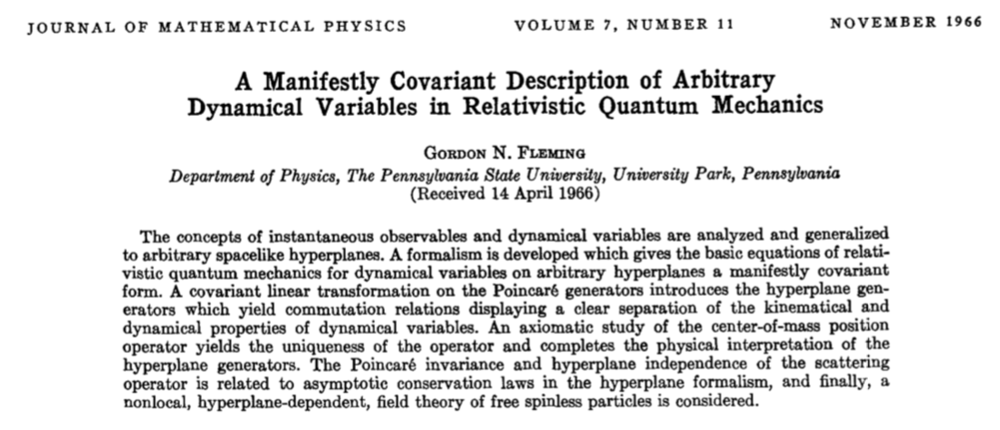 JOURNAL OF MATHEMATICAL PHYSICS VOLUME 7, NUMBER 11 NOVEMBER 1966
A Manifestly Covariant Description of Arbitrary
Dynamical Variables in Relativistic Quantum Mechanics
GORDON N. FLEMING
Department of Physics, The Pennsylvania State University, University Park, Pennsylvania
(Received 14 April 1966)
The concepts of instantaneous observables and dynamical variables are analyzed and generalized
to arbitrary spacelike hyperplanes. A formalism is developed which gives the basic equations of relati-
vistic quantum mechanics for dynamical variables on arbitrary hyperplanes a manifestly covariant
form. A covariant linear transformation on the Poincaré generators introduces the hyperplane gen-
erators which yield commutation relations displaying a clear separation of the kinematical and
dynamical properties of dynamical variables. An axiomatic study of the center-of-mass position
operator yields the uniqueness of the operator and completes the physical interpretation of the
hyperplane generators. The Poincaré invariance and hyperplane independence of the scattering
operator is related to asymptotic conservation laws in the hyperplane formalism, and finally, a
nonlocal, hyperplane-dependent, field theory of free spinless particles is considered.